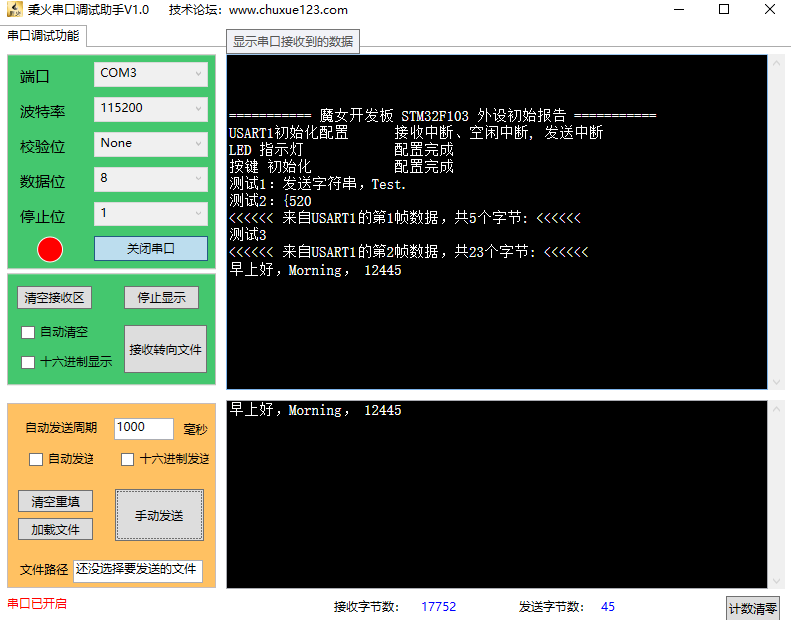 乘火串口调试助手V1.0 技术论坛：www.chuxue123.com
串口调试功能
显示串口接收到的数据
端口 COM3
波特率 115200
校验位 None
数据位 8
停止位 1
关闭串口
清空接收区 停止显示
自动清空
十六进制显示
接收转向文件
=========== 魔女开发板 STM32F103 外设初始报告 ===========
USART1初始化配置 接收中断、空闲中断, 发送中断
LED 指示灯 配置完成
按键 初始化 配置完成
测试1：发送字符串，Test.
测试2：{520
<<<<<< 来自USART1的第1帧数据，共5个字节：<<<<<<
测试3
<<<<<< 来自USART1的第2帧数据，共23个字节：<<<<<<
早上好，Morning， 12445
自动发送周期 1000 毫秒
自动发送 十六进制发送
清空重填
加载文件
手动发送
文件路径 还没选择要发送的文件
早上好，Morning， 12445
串口已开启 接收字节数： 17752 发送字节数： 45 计数清零